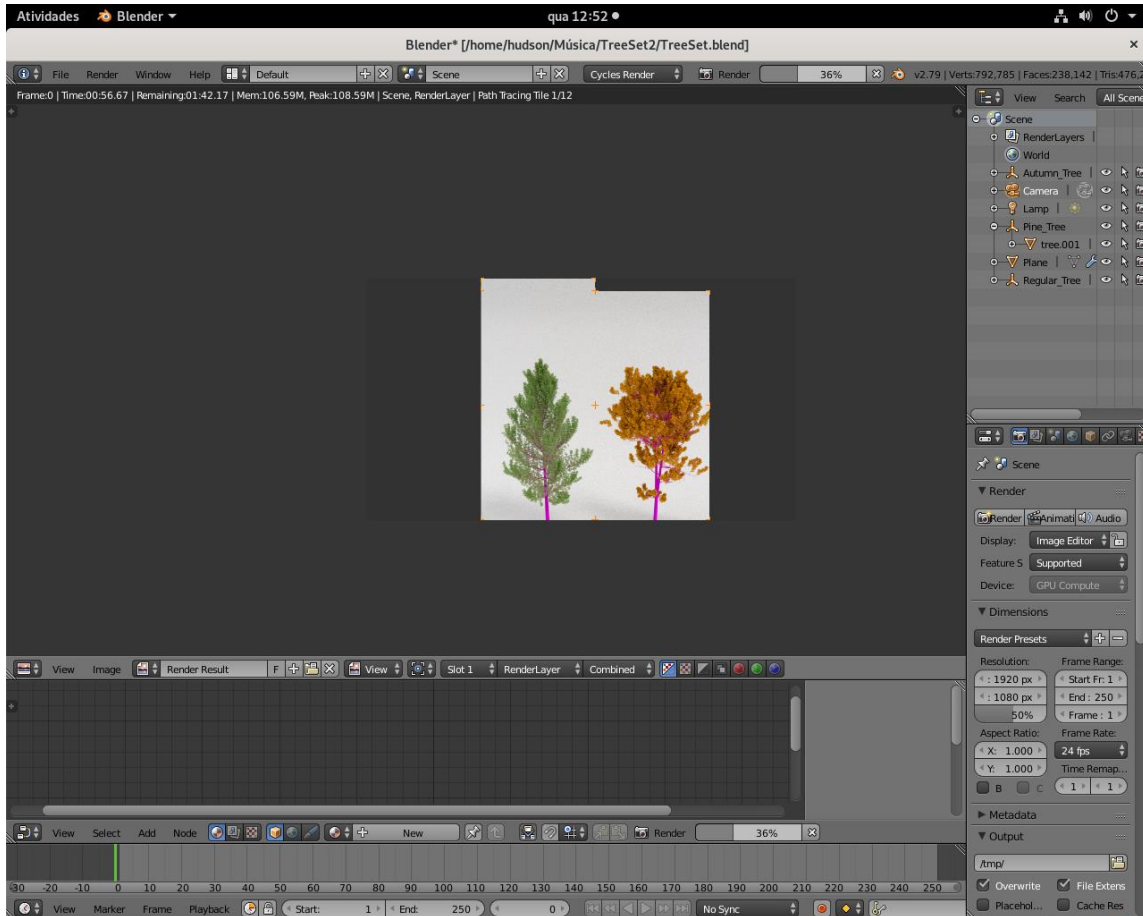 Atividades Blender qua 12:52
Blender* [/home/hudson/Música/TreeSet2/TreeSet.blend]
File Render Window Help Default Scene Cycles Render Render 36% v2.79 | Verts:792,785 | Faces:238,142 | Tris:476,2
Frame:0 | Time:00:56.67 | Remaining:01:42.17 | Mem:106.59M, Peak:108.59M | Scene, RenderLayer | Path Tracing Tile 1/12
View Search All Scene
Scene
RenderLayers |
World
Autumn_Tree |
Camera |
Lamp |
Pine_Tree
tree.001 |
Plane |
Regular_Tree |
Scene
Render
Render Animati Audio
Display: Image Editor
Feature S Supported
Device: GPU Compute
Dimensions
Render Presets
Resolution: Frame Range:
: 1920 px Start Fr: 1
: 1080 px End : 250
50% Frame : 1
Aspect Ratio: Frame Rate:
X: 1.000 24 fps
Y: 1.000 Time Remap...
B C 1 1
Metadata
Output
/tmp/
Overwrite File Extens
Placehol... Cache Res
View Image Render Result F View Slot 1 RenderLayer Combined
View Select Add Node New Render 36%
-30 -20 -10 0 10 20 30 40 50 60 70 80 90 100 110 120 130 140 150 160 170 180 190 200 210 220 230 240 250
View Marker Frame Playback Start: 1 End: 250 0 No Sync